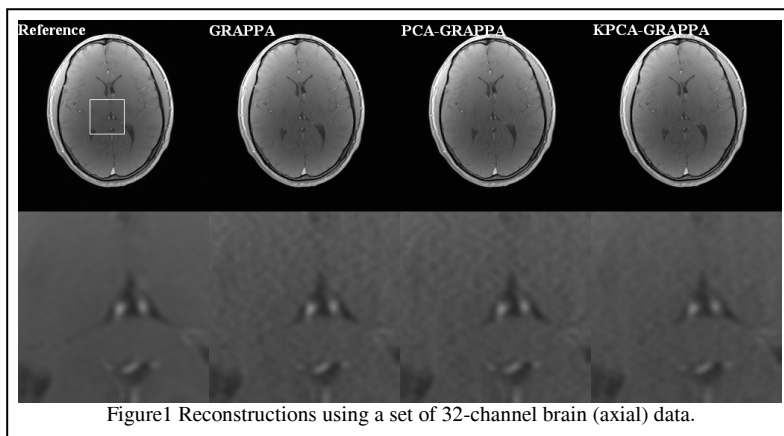 Reference GRAPPA PCA-GRAPPA KPCA-GRAPPA
Figure1 Reconstructions using a set of 32-channel brain (axial) data.